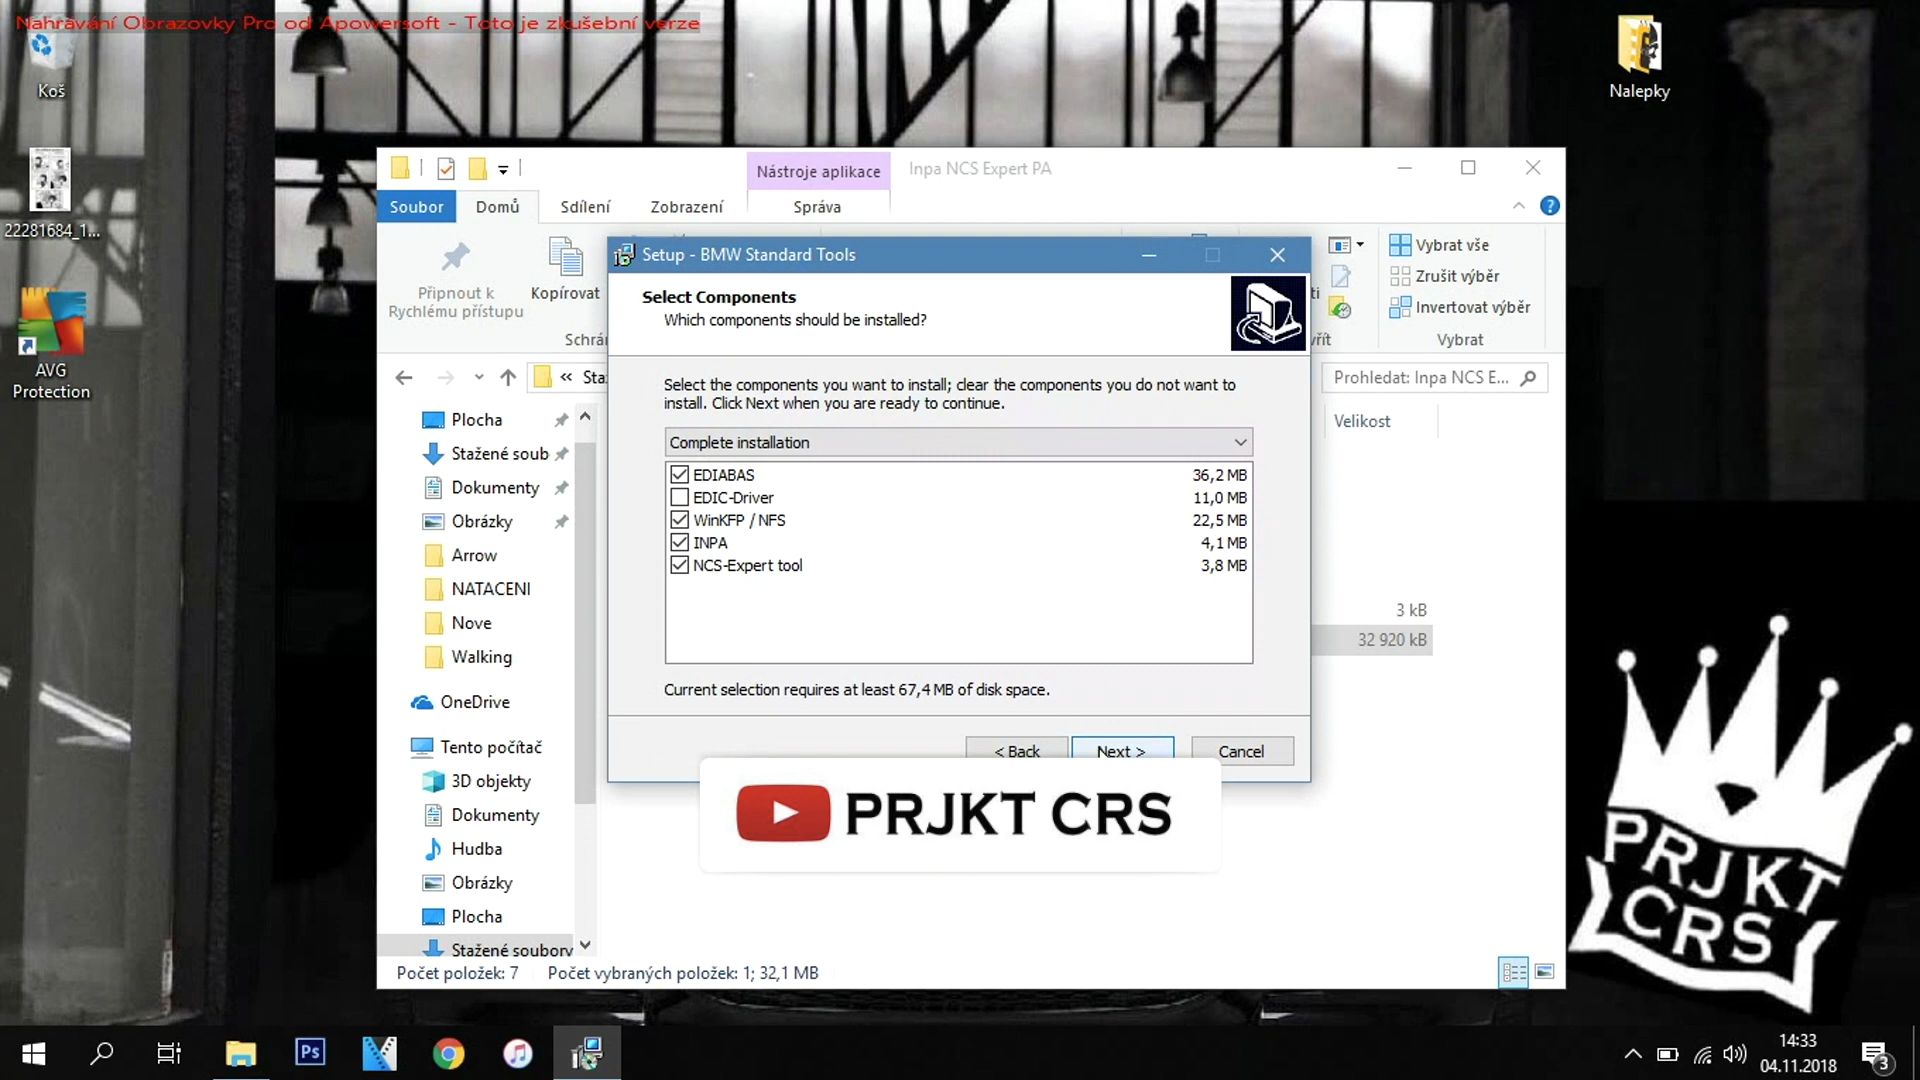 Nahrávání Obrazovky Pro od Apowersoft - Toto je zkušební verze
Koš
22281684_1...
AVG
Protection
Nalepky
Nástroje aplikace
Inpa NCS Expert PA
Soubor
Domů
Sdílení
Zobrazení
Správa
Připnout k
Rychlému přístupu
Kopírovat
Vybrat vše
Zrušit výběr
Invertovat výběr
Vybrat
Setup - BMW Standard Tools
Select Components
Which components should be installed?
Select the components you want to install; clear the components you do not want to
install. Click Next when you are ready to continue.
Complete installation
EDIABAS 36,2 MB
EDIC-Driver 11,0 MB
WinKFP / NFS 22,5 MB
INPA 4,1 MB
NCS-Expert tool 3,8 MB
Current selection requires at least 67,4 MB of disk space.
< Back
Next >
Cancel
« Sta
Prohledat: Inpa NCS E...
Velikost
3 kB
32 920 kB
Plocha
Stažené soub
Dokumenty
Obrázky
Arrow
NATACENI
Nove
Walking
OneDrive
Tento počítač
3D objekty
Dokumenty
Hudba
Obrázky
Plocha
Stažené soubory
Počet položek: 7
Počet vybraných položek: 1; 32,1 MB
PRJKT CRS
PRJKT
CRS
Ps
14:33
04.11.2018
3